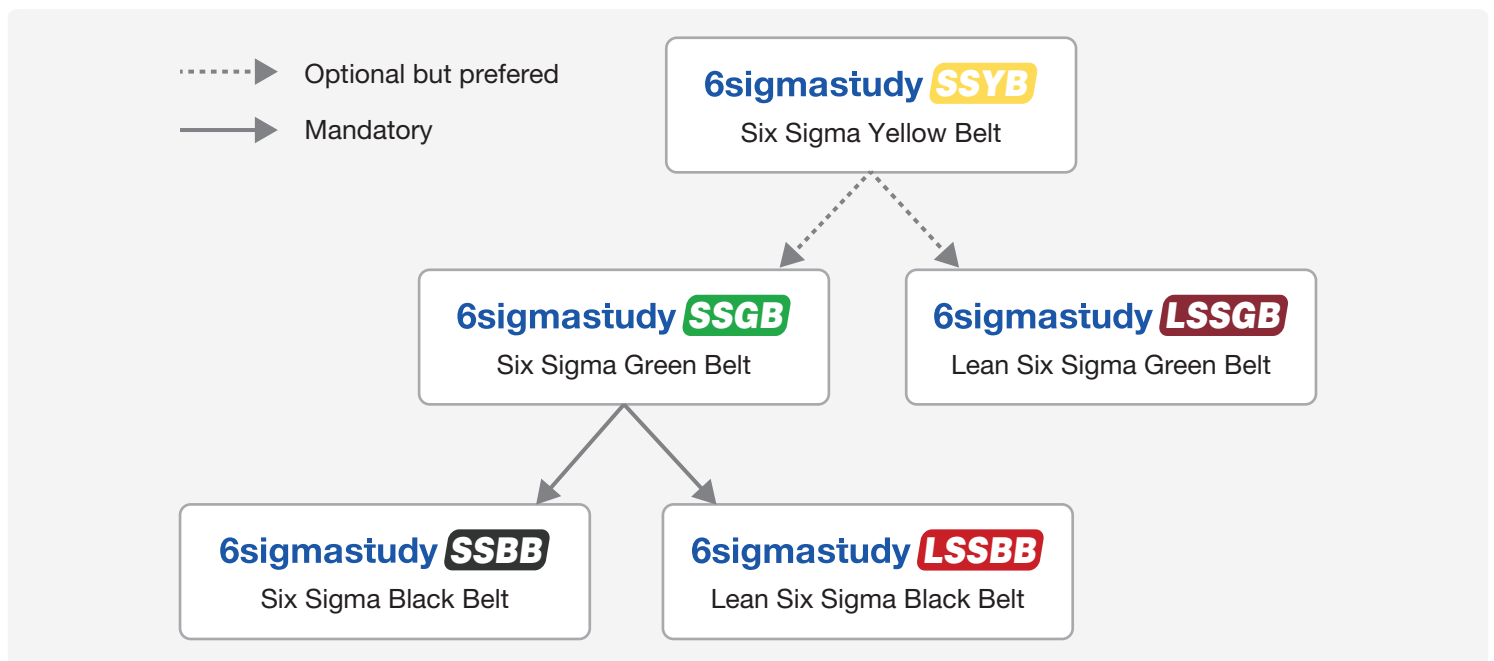 Optional but prefered
Mandatory
6sigmastudy SSYB
Six Sigma Yellow Belt
6sigmastudy SSGB
Six Sigma Green Belt
6sigmastudy LSSGB
Lean Six Sigma Green Belt
6sigmastudy SSBB
Six Sigma Black Belt
6sigmastudy LSSBB
Lean Six Sigma Black Belt